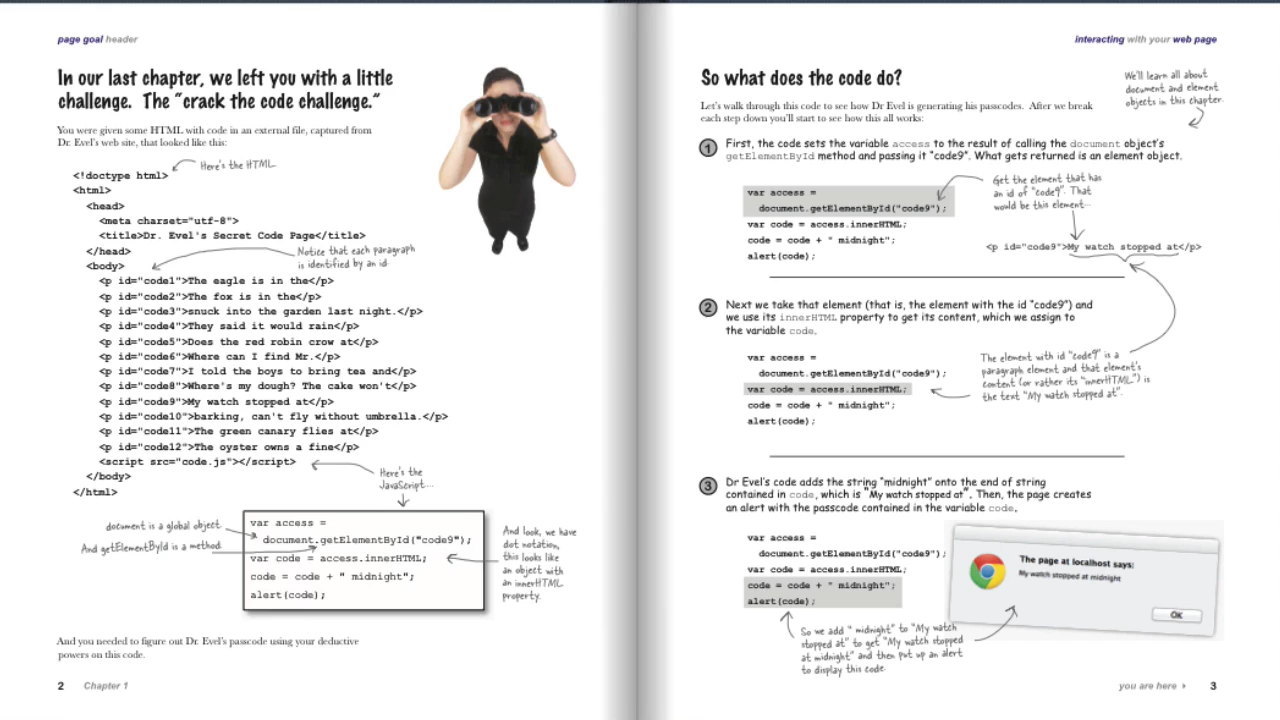 page goal header
In our last chapter, we left you with a little
challenge. The "crack the code challenge."
You were given some HTML with code in an external file, captured from
Dr. Evel's web site, that looked like this:
Here's the HTML
<!doctype html>
<html>
<head>
<meta charset="utf-8">
<title>Dr. Evel's Secret Code Page</title>
</head>
Notice that each paragraph
is identified by an id.
<body>
<p id="code1">The eagle is in the</p>
<p id="code2">The fox is in the</p>
<p id="code3">snuck into the garden last night.</p>
<p id="code4">They said it would rain</p>
<p id="code5">Does the red robin crow at</p>
<p id="code6">Where can I find Mr.</p>
<p id="code7">I told the boys to bring tea and</p>
<p id="code8">Where's my dough? The cake won't</p>
<p id="code9">My watch stopped at</p>
<p id="code10">barking, can't fly without umbrella.</p>
<p id="code11">The green canary flies at</p>
<p id="code12">The oyster owns a fine</p>
<script src="code.js"></script>
</body>
</html>
Here's the
JavaScript...
document is a global object.
And getElementById is a method.
var access =
document.getElementById("code9");
var code = access.innerHTML;
code = code + " midnight";
alert(code);
And look, we have
dot notation,
this looks like
an object with
an innerHTML
property.
And you needed to figure out Dr. Evel's passcode using your deductive
powers on this code.
2 Chapter 1
interacting with your web page
So what does the code do?
We'll learn all about
document and element
objects in this chapter.
Let's walk through this code to see how Dr Evel is generating his passcodes. After we break
each step down you'll start to see how this all works:
1 First, the code sets the variable access to the result of calling the document object's
getElementById method and passing it "code9". What gets returned is an element object.
var access =
document.getElementById("code9");
var code = access.innerHTML;
code = code + " midnight";
alert(code);
Get the element that has
an id of "code9". That
would be this element...
<p id="code9">My watch stopped at</p>
2 Next we take that element (that is, the element with the id "code9") and
we use its innerHTML property to get its content, which we assign to
the variable code.
var access =
document.getElementById("code9");
var code = access.innerHTML;
code = code + " midnight";
alert(code);
The element with id "code9" is a
paragraph element and that element's
content (or rather its "innerHTML") is
the text "My watch stopped at".
3 Dr Evel's code adds the string "midnight" onto the end of string
contained in code, which is "My watch stopped at". Then, the page creates
an alert with the passcode contained in the variable code.
var access =
document.getElementById("code9");
var code = access.innerHTML;
code = code + " midnight";
alert(code);
The page at localhost says:
My watch stopped at midnight
OK
So we add " midnight" to "My watch
stopped at" to get "My watch stopped
at midnight" and then put up an alert
to display this code.
you are here 3